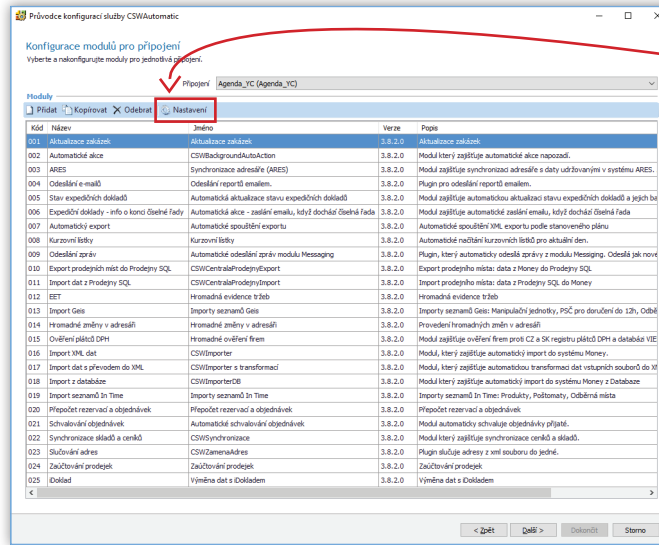 Průvodce konfigurací služby CSWAutomatic
Konfigurace modulů pro připojení
Vyberte a nakonfigurujte moduly pro jednotlivá připojení.
Připojení Agenda_YC (Agenda_YC)
Moduly
Přidat Kopírovat Odebrat Nastavení
Kód Název Jméno Verze Popis
001 Aktualizace zakázek Aktualizace zakázek 3.8.2.0 Aktualizace zakázek
002 Automatické akce CSWBackgroundAutoAction 3.8.2.0 Modul který zajišťuje automatické akce napozadí.
003 ARES Synchronizace adresáře (ARES) 3.8.2.0 Modul zajišťuje synchronizaci adresáře s daty udržovanými v systému ARES.
004 Odesílání e-mailů Odesílání reportů emailem. 3.8.2.0 Plugin pro odesílání reportů emailem.
005 Stav expedičních dokladů Automatická aktualizace stavu expedičních dokladů 3.8.2.0 Modul zajišťuje automatickou aktualizaci stavu expedičních dokladů a jejich ba
006 Expediční doklady - info o konci číselné řady Automatická akce - zaslání emailu, když dochází číselná řada 3.8.2.0 Modul zajišťuje automatické zaslání emailu, když dochází číselná řada
007 Automatický export Automatické spouštění exportu 3.8.2.0 Automatické spouštění XML exportu podle stanoveného plánu
008 Kurzovní lístky Kurzovní lístky 3.8.2.0 Automatické načítání kurzovních lístků pro aktuální den.
009 Odesílání zpráv Automatické odesílání zpráv modulu Messaging 3.8.2.0 Plugin, který automaticky odesílá zprávy z modulu Messiging. Odesílá jak nové
010 Export prodejních míst do Prodejny SQL CSWCentralaProdejnyExport 3.8.2.0 Export prodejního místa: data z Money do Prodejny SQL
011 Import dat z Prodejny SQL CSWCentralaProdejnyImport 3.8.2.0 Import prodejního místa: data z Prodejny SQL do Money
012 EET Hromadná evidence tržeb 3.8.2.0 Hromadná evidence tržeb
013 Import Geis Importy seznamů Geis 3.8.2.0 Importy seznamů Geis: Manipulační jednotky, PSČ pro doručení do 12h, Odbě
014 Hromadné změny v adresáři Hromadné změny v adresáři 3.8.2.0 Provedení hromadných změn v adresáři
015 Ověření plátců DPH Hromadné ověření firem 3.8.2.0 Modul zajišťuje ověření firem proti CZ a SK registru plátců DPH a databázi VIE
016 Import XML dat CSWImporter 3.8.2.0 Modul, který zajišťuje automatický import do systému Money.
017 Import dat s převodem do XML CSWImporter s transformací 3.8.2.0 Modul, který zajišťuje automatickou transformaci dat vstupních souborů do XM
018 Import z databáze CSWImporterDB 3.8.2.0 Modul který zajišťuje automatický import do systému Money z Databaze
019 Import seznamů In Time Importy seznamů In Time 3.8.2.0 Importy seznamů In Time: Produkty, Poštomaty, Odběrná místa
020 Přepočet rezervací a objednávek Přepočet rezervací a objednávek 3.8.2.0 Přepočet rezervací a objednávek
021 Schvalování objednávek Automatické schvalování objednávek 3.8.2.0 Modul automaticky schvaluje objednávky přijaté.
022 Synchronizace skladů a ceníků CSWSynchronizace 3.8.2.0 Modul který zajišťuje synchronizace ceníků a skladů.
023 Slučování adres CSWZamenaAdres 3.8.2.0 Plugin slučuje adresy z xml souboru do jedné.
024 Zaúčtování prodejek Zaúčtování prodejek 3.8.2.0 Zaúčtování prodejek
025 iDoklad Výměna dat s iDokladem 3.8.2.0 Výměna dat s iDokladem
< Zpět Další > Dokončit Storno